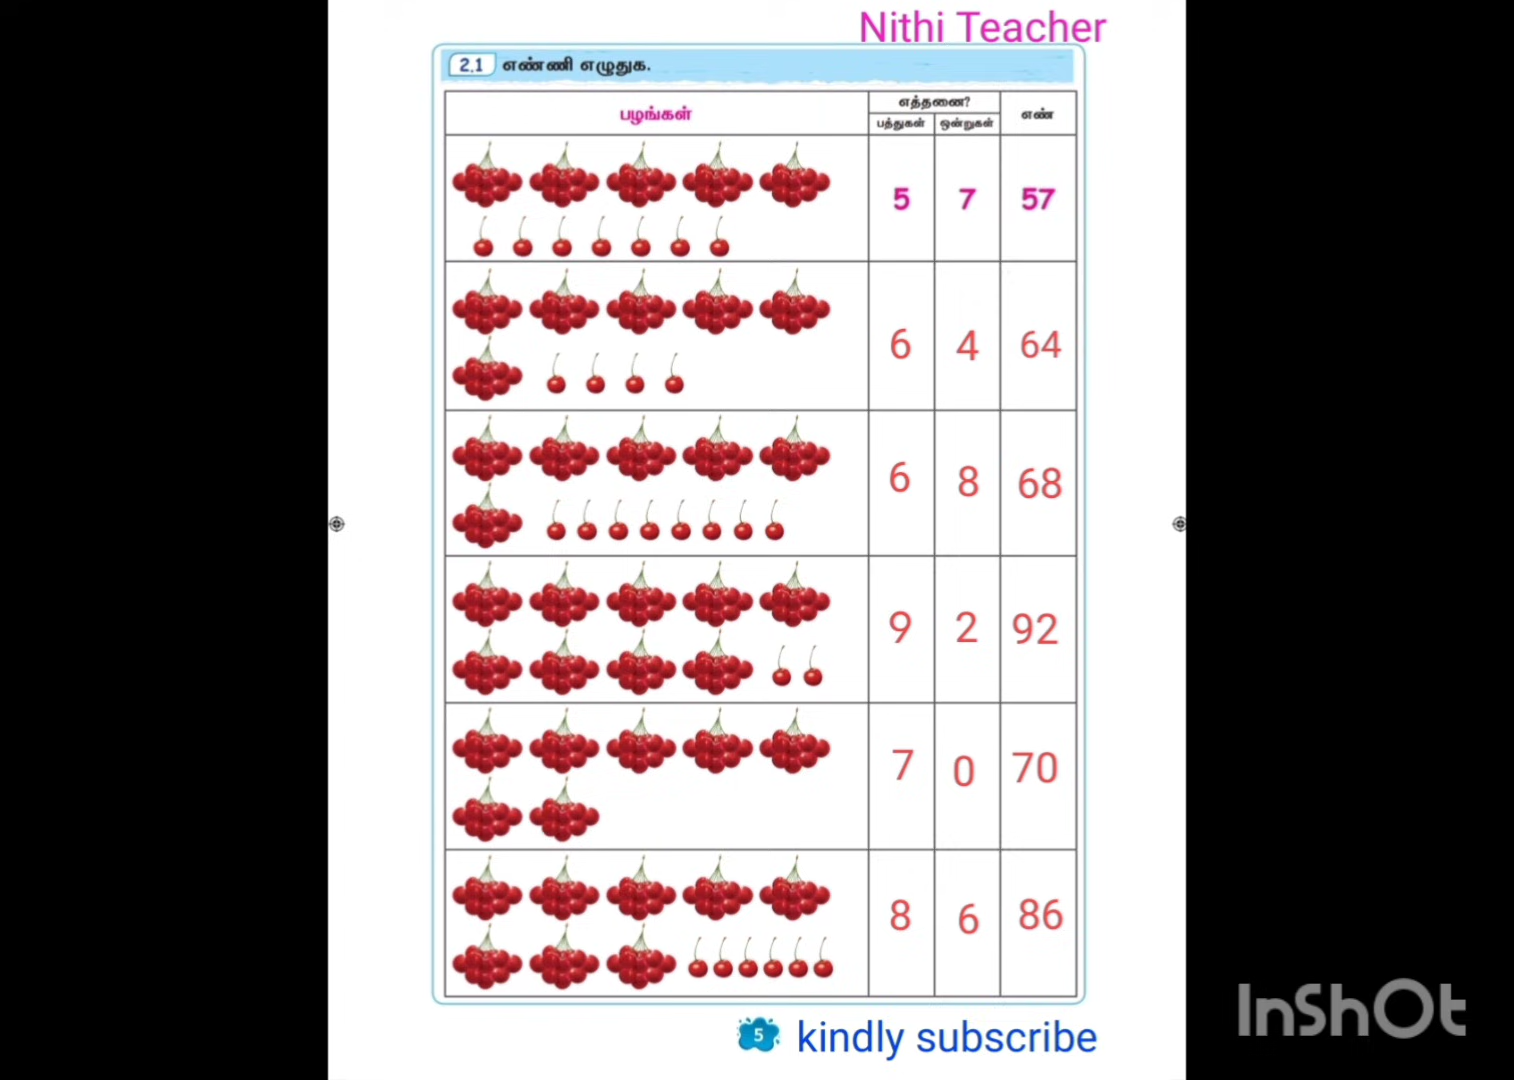 Nithi Teacher
2.1 எண்ணி எழுதுக.
பழங்கள் எத்தனை? எண்
பத்துகள் ஒன்றுகள்
5 7 57
6 4 64
6 8 68
9 2 92
7 0 70
8 6 86
5 kindly subscribe
InShOt